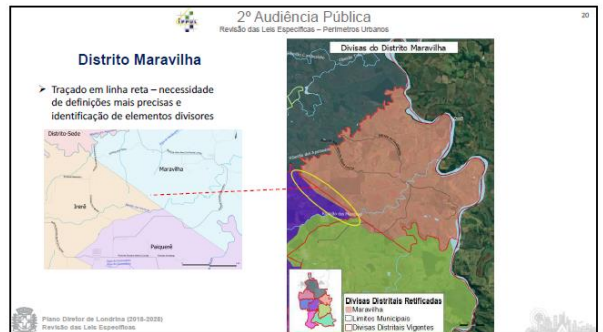 IPPUL
2º Audiência Pública
Revisão das Leis Específicas – Perímetros Urbanos
20
Distrito Maravilha
➢ Traçado em linha reta – necessidade
de definições mais precisas e
identificação de elementos divisores
Distrito-Sede
Maravilha
Irerê
Paiquerê
Divisas do Distrito Maravilha
Divisas Distritais Retificadas
Maravilha
Limites Municipais
Divisas Distritais Vigentes
Plano Diretor de Londrina (2018-2028)
Revisão das Leis Específicas